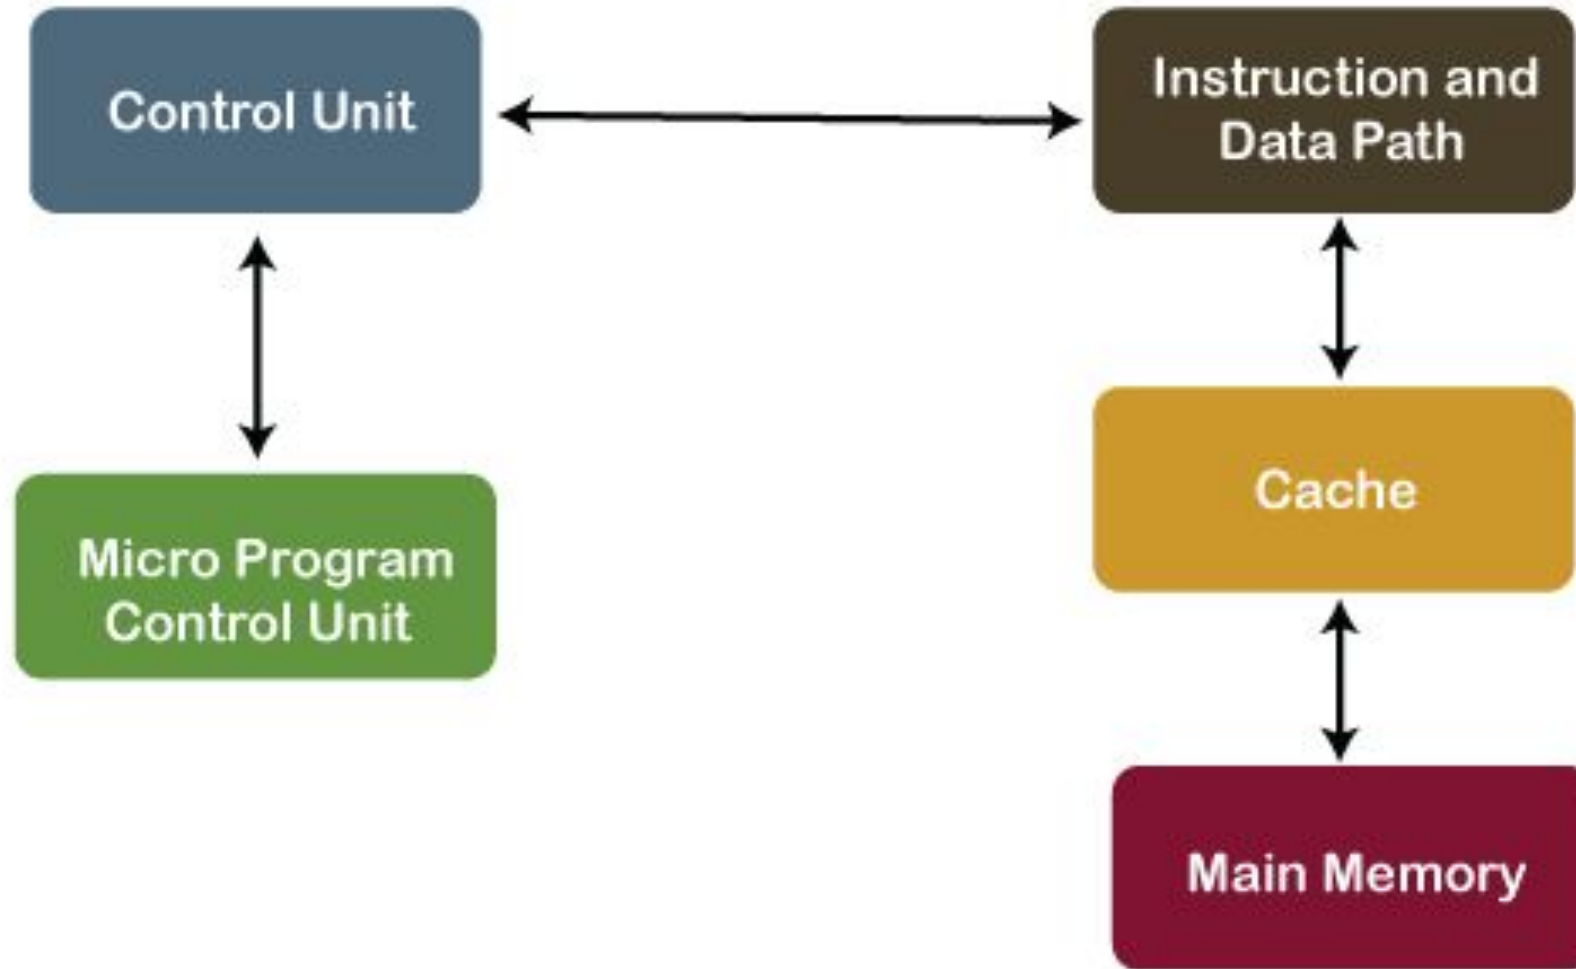 Control Unit
Instruction and
Data Path
Micro Program
Control Unit
Cache
Main Memory